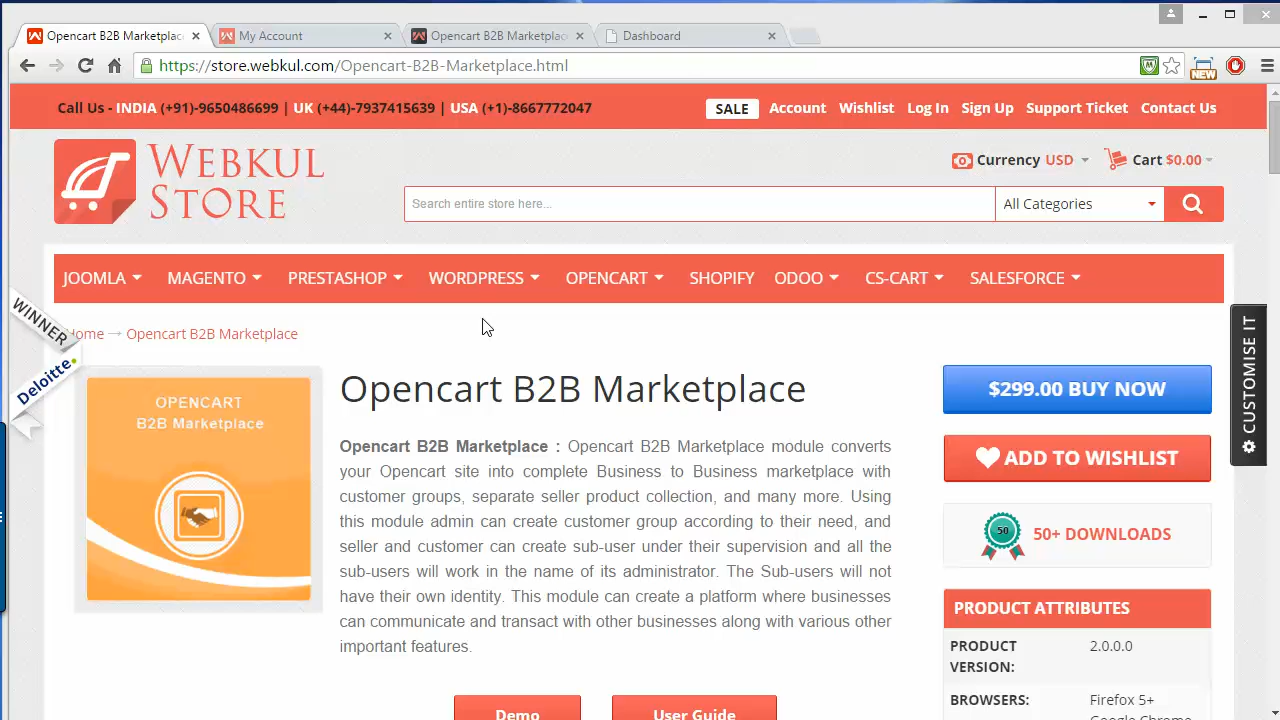 Opencart B2B Marketplac
My Account
Opencart B2B Marketplac
Dashboard
https://store.webkul.com/Opencart-B2B-Marketplace.html
NEW
Call Us - INDIA (+91)-9650486699 | UK (+44)-7937415639 | USA (+1)-8667772047
SALE
Account
Wishlist
Log In
Sign Up
Support Ticket
Contact Us
WEBKUL
STORE
Currency USD
Cart $0.00
Search entire store here...
All Categories
JOOMLA
MAGENTO
PRESTASHOP
WORDPRESS
OPENCART
SHOPIFY
ODOO
CS-CART
SALESFORCE
WINNER
Deloitte.
Home → Opencart B2B Marketplace
CUSTOMISE IT
OPENCART
B2B Marketplace
Opencart B2B Marketplace
Opencart B2B Marketplace : Opencart B2B Marketplace module converts
your Opencart site into complete Business to Business marketplace with
customer groups, separate seller product collection, and many more. Using
this module admin can create customer group according to their need, and
seller and customer can create sub-user under their supervision and all the
sub-users will work in the name of its administrator. The Sub-users will not
have their own identity. This module can create a platform where businesses
can communicate and transact with other businesses along with various other
important features.
Demo
User Guide
$299.00 BUY NOW
ADD TO WISHLIST
50
50+ DOWNLOADS
PRODUCT ATTRIBUTES
PRODUCT VERSION:
2.0.0.0
BROWSERS:
Firefox 5+
Google Chrome